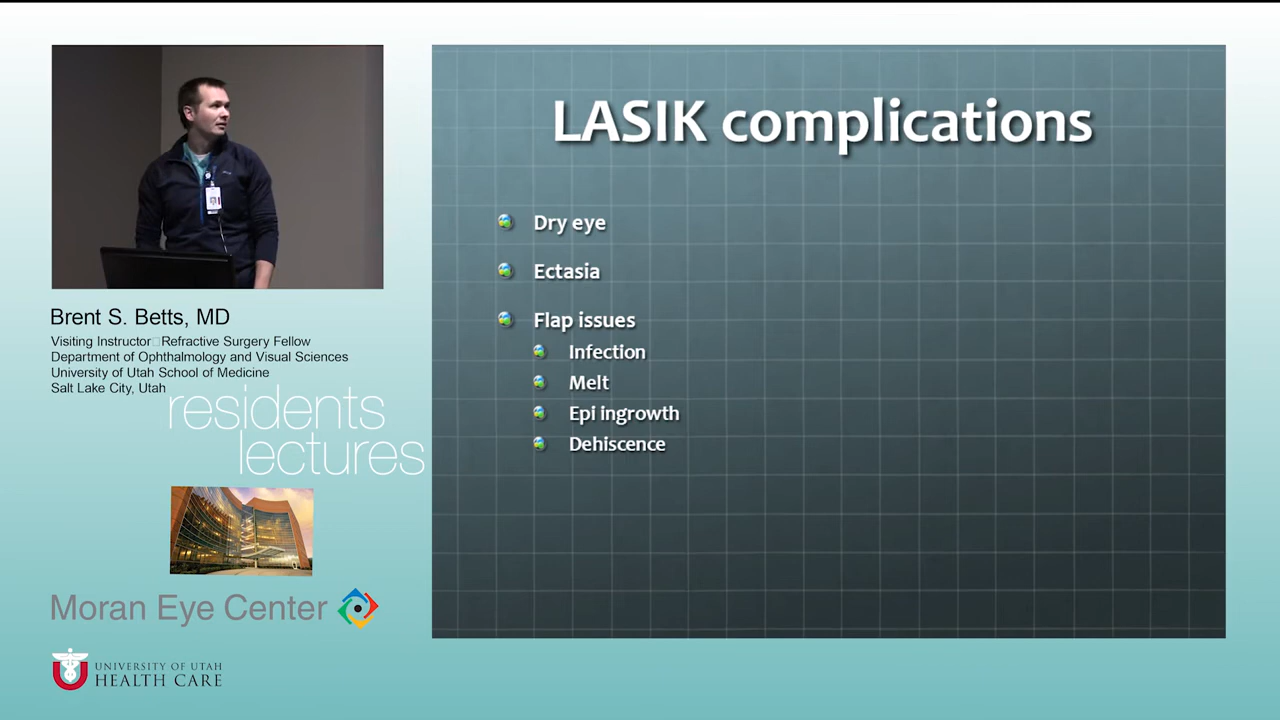 LASIK complications
Dry eye
Ectasia
Flap issues
Infection
Melt
Epi ingrowth
Dehiscence
Brent S. Betts, MD
Visiting Instructor□Refractive Surgery Fellow
Department of Ophthalmology and Visual Sciences
University of Utah School of Medicine
Salt Lake City, Utah
residents
lectures
Moran Eye Center
UNIVERSITY OF UTAH
HEALTH CARE